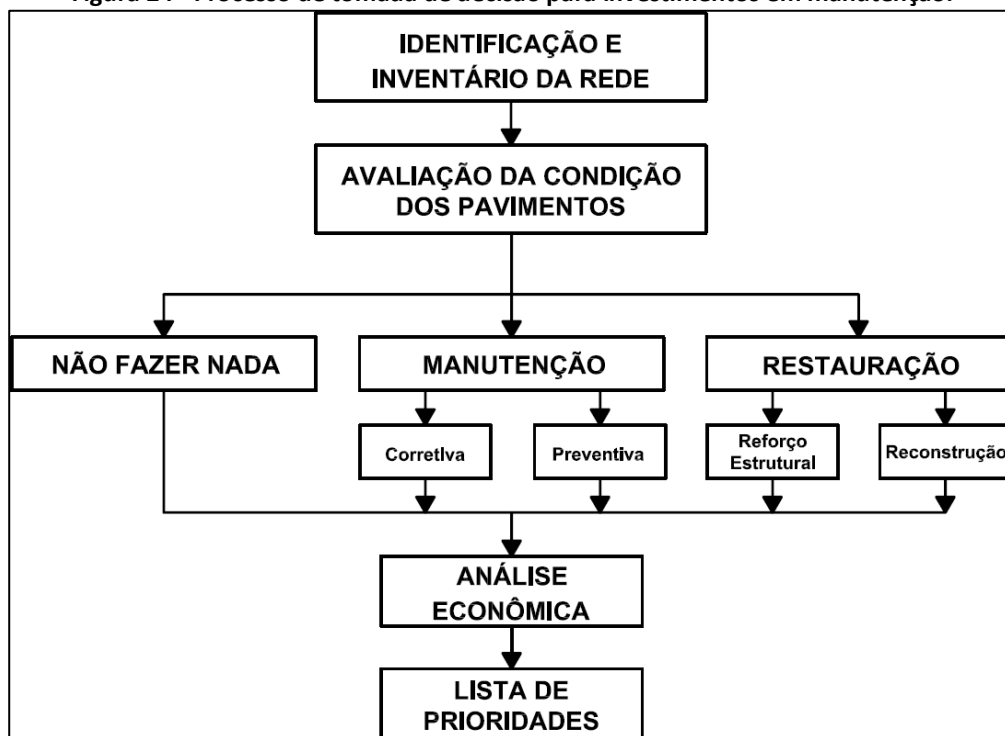 IDENTIFICAÇÃO E
INVENTÁRIO DA REDE
AVALIAÇÃO DA CONDIÇÃO
DOS PAVIMENTOS
NÃO FAZER NADA
MANUTENÇÃO
RESTAURAÇÃO
Corretiva
Preventiva
Reforço
Estrutural
Reconstrução
ANÁLISE
ECONÔMICA
LISTA DE
PRIORIDADES